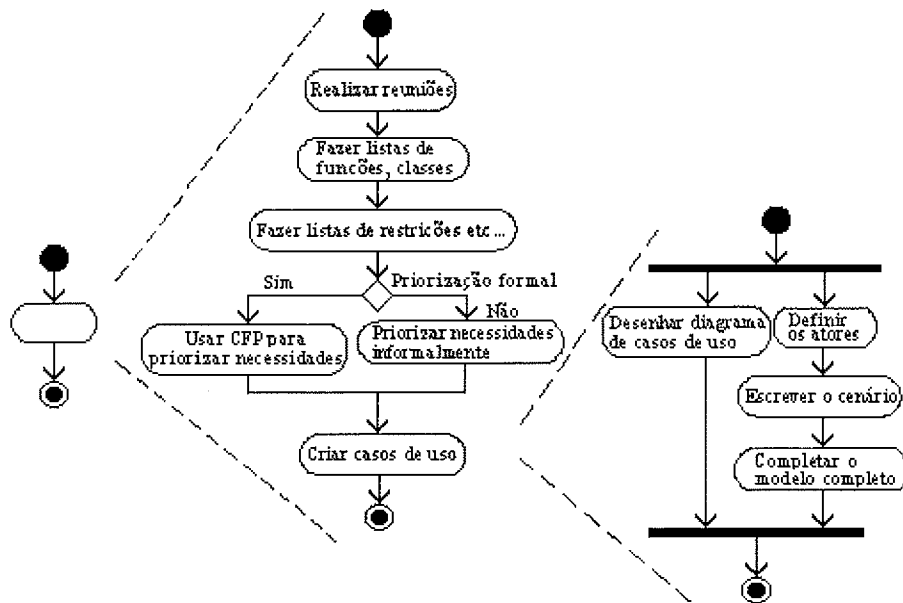 Realizar reuniões
Fazer listas de
funcões, classes
Fazer listas de restricões etc...
Sim
Priorização formal
Não
Usar CFP para
priorizar necessidades
Priorizar necessidades
informalmente
Criar casos de uso
Desenhar diagrama
de casos de uso
Definir
os atores
Escrever o cenário
Completar o
modelo completo